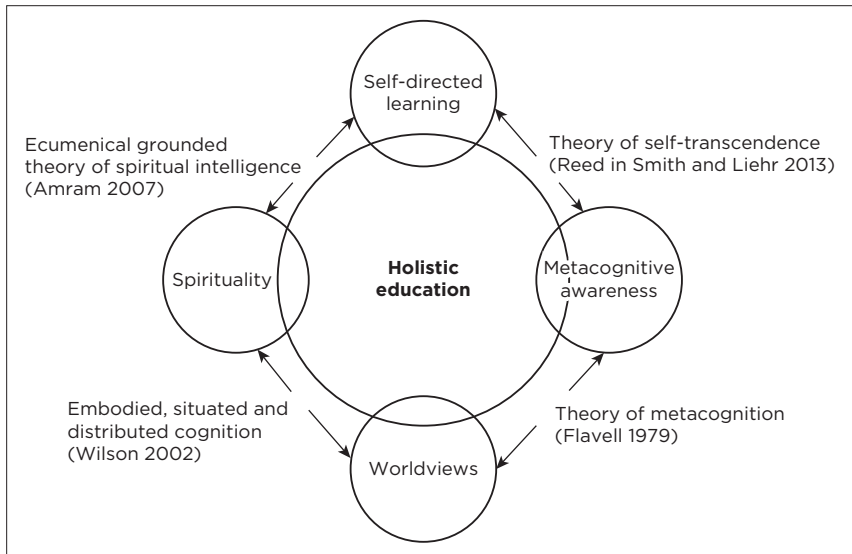 Self-directed
learning
Ecumenical grounded
theory of spiritual intelligence
(Amram 2007)
Theory of self-transcendence
(Reed in Smith and Liehr 2013)
Spirituality
Holistic
education
Metacognitive
awareness
Embodied, situated and
distributed cognition
(Wilson 2002)
Theory of metacognition
(Flavell 1979)
Worldviews